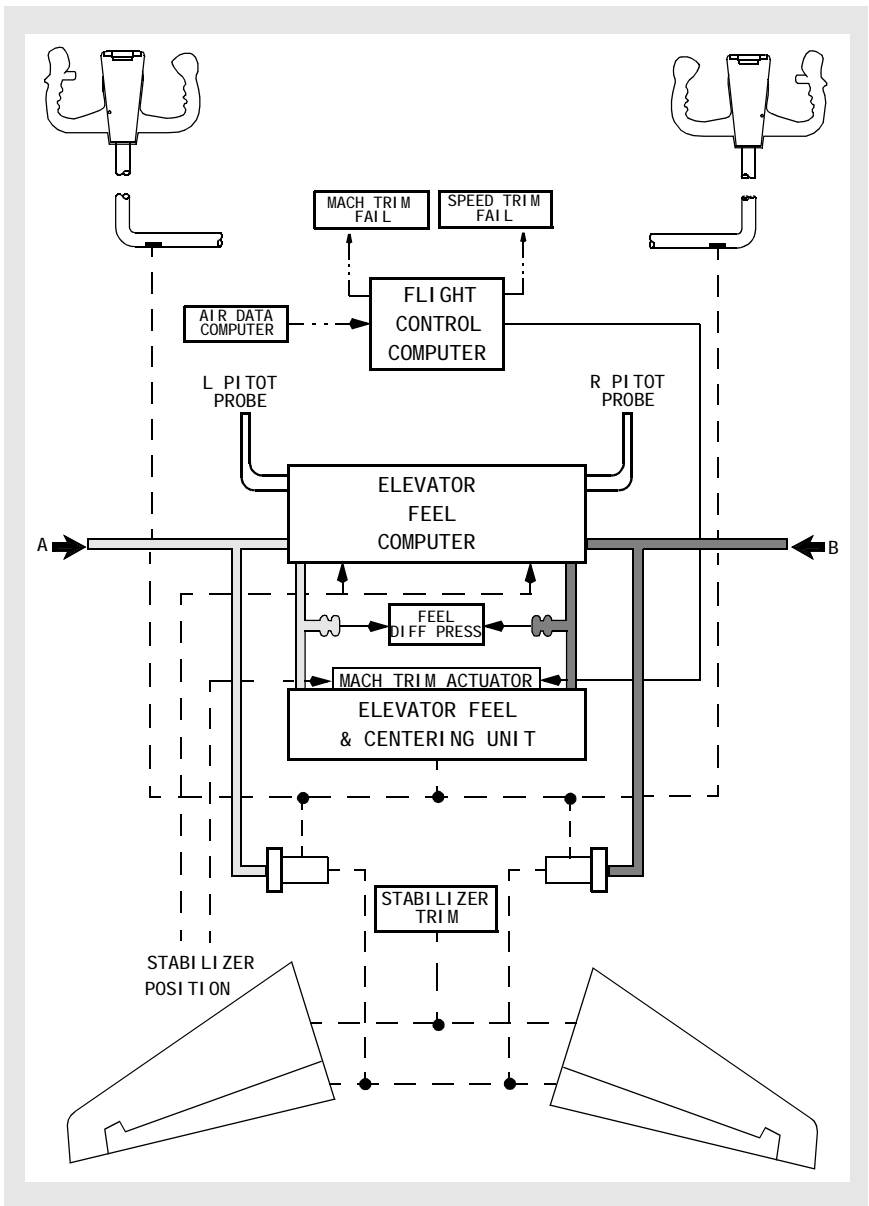 MACH TRIM
FAIL
SPEED TRIM
FAIL
FLIGHT
CONTROL
COMPUTER
AIR DATA
COMPUTER
L PITOT
PROBE
R PITOT
PROBE
ELEVATOR
FEEL
COMPUTER
A
B
FEEL
DIFF PRESS
MACH TRIM ACTUATOR
ELEVATOR FEEL
& CENTERING UNIT
STABILIZER
TRIM
STABILIZER
POSITION